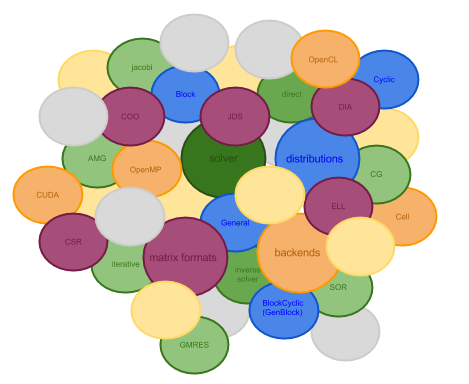 OpenCL
jacobi
Cyclic
Block
direct
DIA
COO
JDS
solver
distributions
AMG
OpenMP
CG
CUDA
ELL
Cell
General
CSR
matrix formats
backends
iterative
inverse
solver
SOR
BlockCyclic
(GenBlock)
GMRES